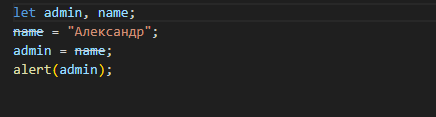 let admin, name;
name = "Александр";
admin = name;
alert(admin);